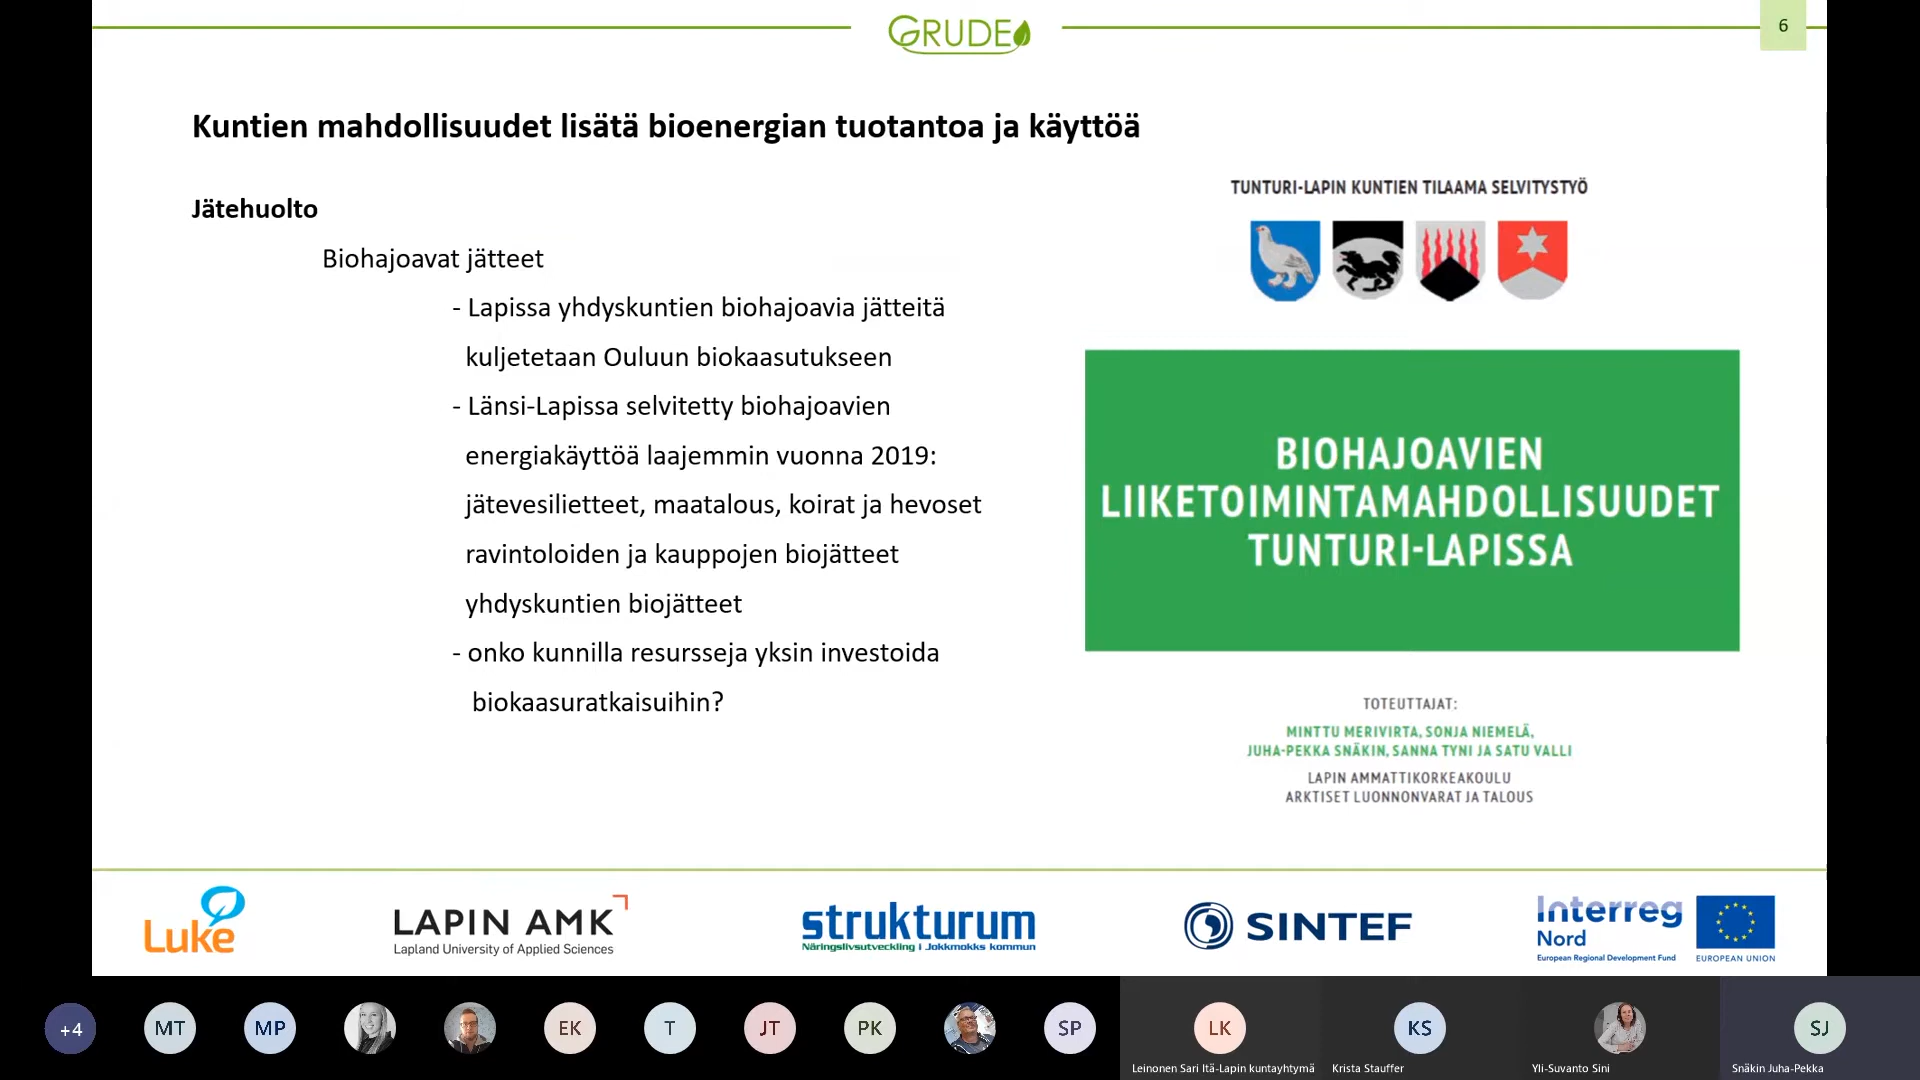 GRUDE
6
Kuntien mahdollisuudet lisätä bioenergian tuotantoa ja käyttöä
Jätehuolto
Biohajoavat jätteet
- Lapissa yhdyskuntien biohajoavia jätteitä
kuljetetaan Ouluun biokaasutukseen
- Länsi-Lapissa selvitetty biohajoavien
energiakäyttöä laajemmin vuonna 2019:
jätevesilietteet, maatalous, koirat ja hevoset
ravintoloiden ja kauppojen biojätteet
yhdyskuntien biojätteet
- onko kunnilla resursseja yksin investoida
biokaasuratkaisuihin?
TUNTURI-LAPIN KUNTIEN TILAAMA SELVITYSTYÖ
BIOHAJOAVIEN
LIIKETOIMINTAMAHDOLLISUUDET
TUNTURI-LAPISSA
TOTEUTTAJAT:
MINTTU MERIVIRTA, SONJA NIEMELÄ,
JUHA-PEKKA SNÄKIN, SANNA TYNI JA SATU VALLI
LAPIN AMMATTIKORKEAKOULU
ARKTISET LUONNONVARAT JA TALOUS
Luke
LAPIN AMK
Lapland University of Applied Sciences
strukturum
Näringslivsutveckling i Jokkmokks kommun
SINTEF
Interreg
Nord
European Regional Development Fund
EUROPEAN UNION
+4
MT
MP
EK
T
JT
PK
SP
LK
KS
SJ
Leinonen Sari Itä-Lapin kuntayhtymä
Krista Stauffer
Yli-Suvanto Sini
Snäkin Juha-Pekka